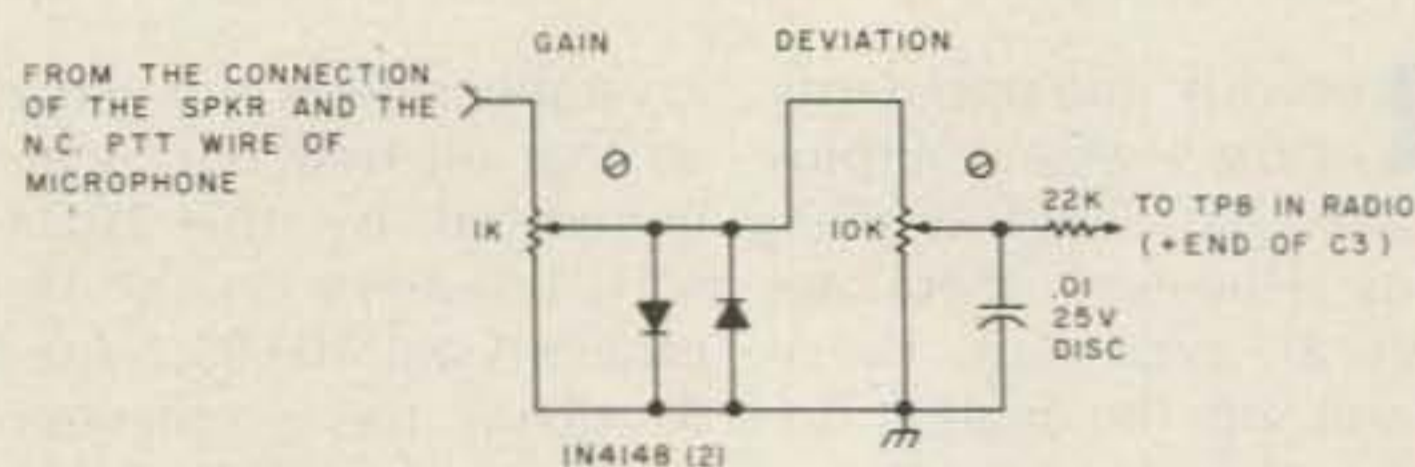 GAIN
DEVIATION
FROM THE CONNECTION
OF THE SPKR AND THE
N.C. PTT WIRE OF
MICROPHONE
1K
10K
22K
TO TP8 IN RADIO
(+END OF C3)
.01
25V
DISC
1N4148 (2)